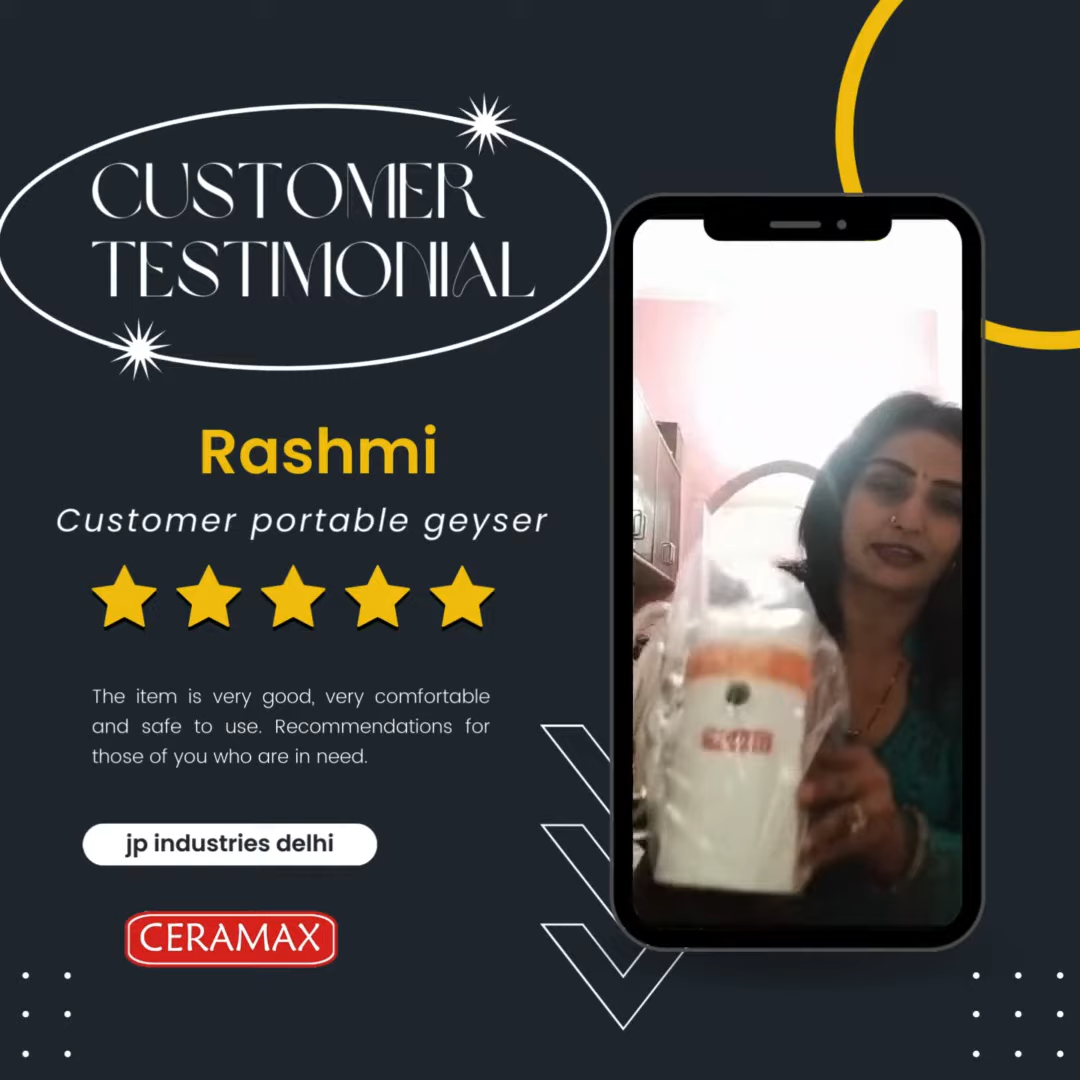 CUSTOMER
TESTIMONIAL
Rashmi
Customer portable geyser
The item is very good, very comfortable
and safe to use. Recommendations for
those of you who are in need.
jp industries delhi
CERAMAX